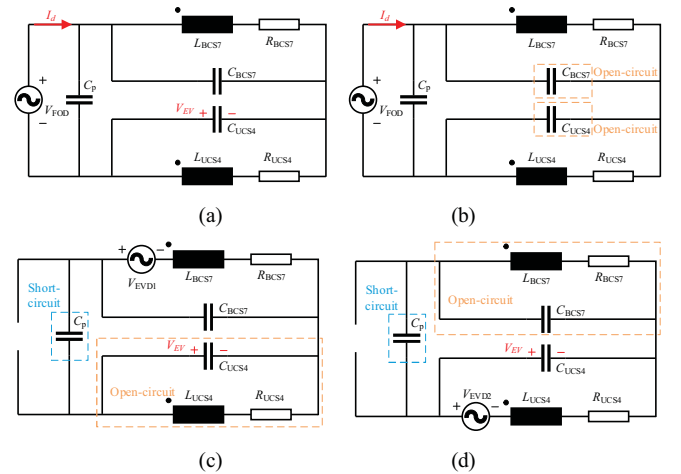 I_d
L_BCS7 R_BCS7
C_p
C_BCS7
+
V_FOD
−
V_EV + −
C_UCS4
L_UCS4 R_UCS4
(a)
I_d
L_BCS7 R_BCS7
C_p
C_BCS7 Open-circuit
+
V_FOD
−
C_UCS4 Open-circuit
L_UCS4 R_UCS4
(b)
+ −
V_EVD1
L_BCS7 R_BCS7
Short-circuit
C_p
C_BCS7
V_EV + −
C_UCS4
Open-circuit
L_UCS4 R_UCS4
(c)
L_BCS7 R_BCS7
Short-circuit
Open-circuit
C_p
C_BCS7
V_EV + −
C_UCS4
V_EVD2
+ −
L_UCS4 R_UCS4
(d)